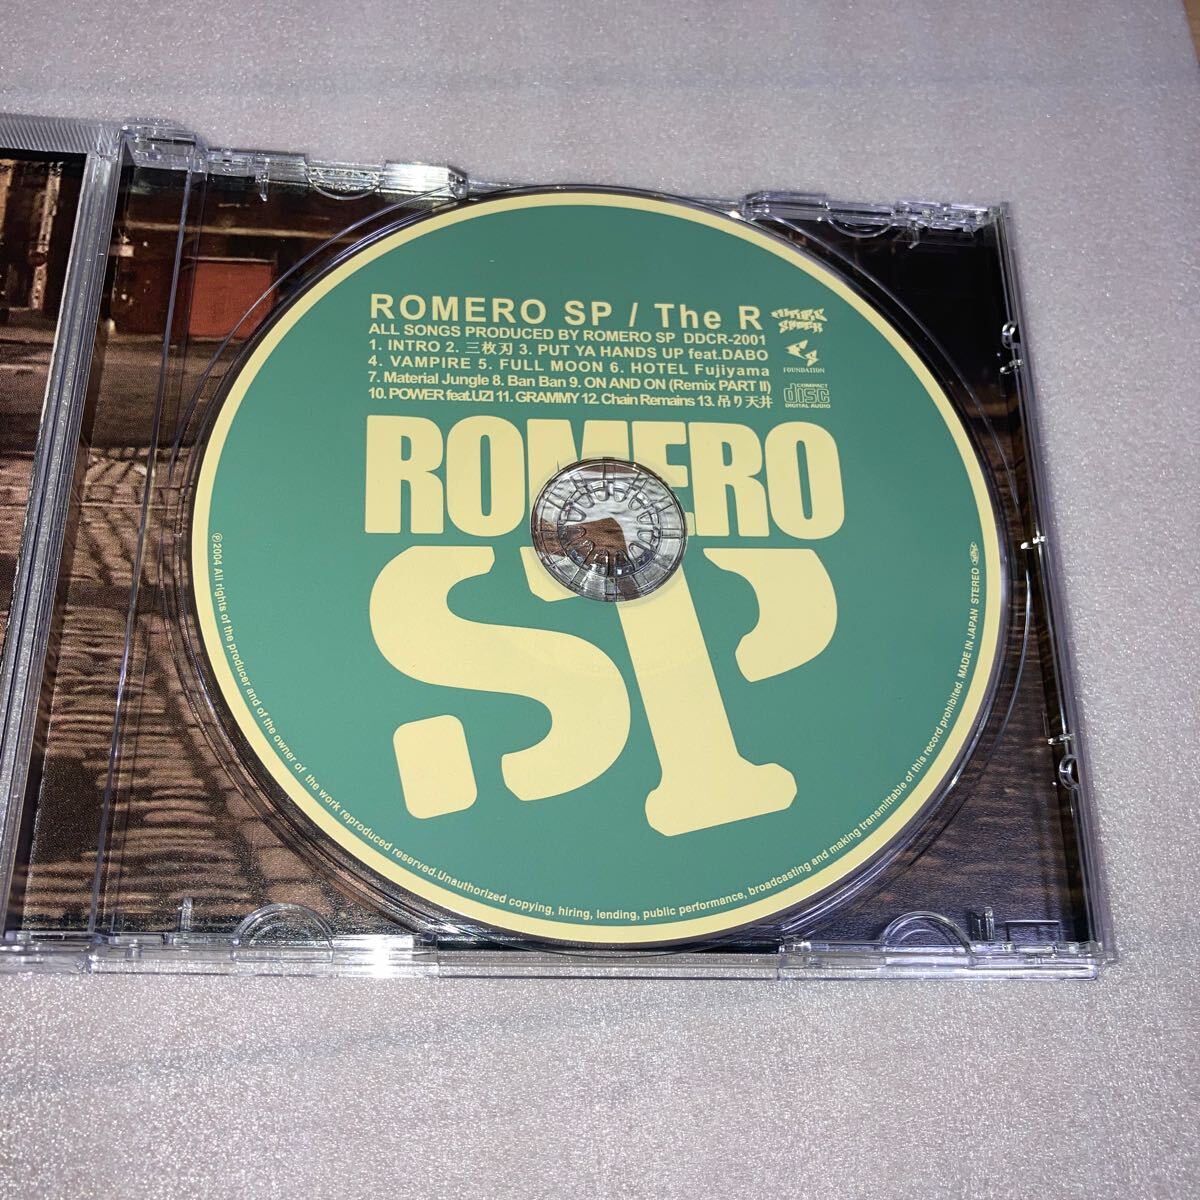 ROMERO SP / The R
ALL SONGS PRODUCED BY ROMERO SP DDCR-2001
1. INTRO 2. 三枚刃 3. PUT YA HANDS UP feat.DABO
4. VAMPIRE 5. FULL MOON 6. HOTEL Fujiyama
7. Material Jungle 8. Ban Ban 9. ON AND ON (Remix PART II)
10. POWER feat.UZI 11. GRAMMY 12. Chain Remains 13. 吊り天井
FOUNDATION
COMPACT
disc
DIGITAL AUDIO
ROMERO
SP
℗2004 All rights of the producer and of the owner of the work reproduced reserved.Unauthorized copying, hiring, lending, public performance, broadcasting and making transmittable of this record prohibited. MADE IN JAPAN STEREO